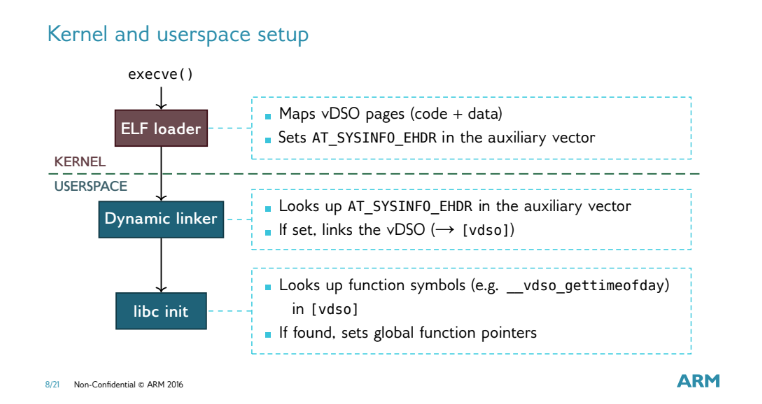 Kernel and userspace setup
execve()
ELF loader
▪ Maps vDSO pages (code + data)
▪ Sets AT_SYSINFO_EHDR in the auxiliary vector
KERNEL
USERSPACE
Dynamic linker
▪ Looks up AT_SYSINFO_EHDR in the auxiliary vector
▪ If set, links the vDSO (→ [vdso])
libc init
▪ Looks up function symbols (e.g. __vdso_gettimeofday)
in [vdso]
▪ If found, sets global function pointers
8/21 Non-Confidential © ARM 2016
ARM